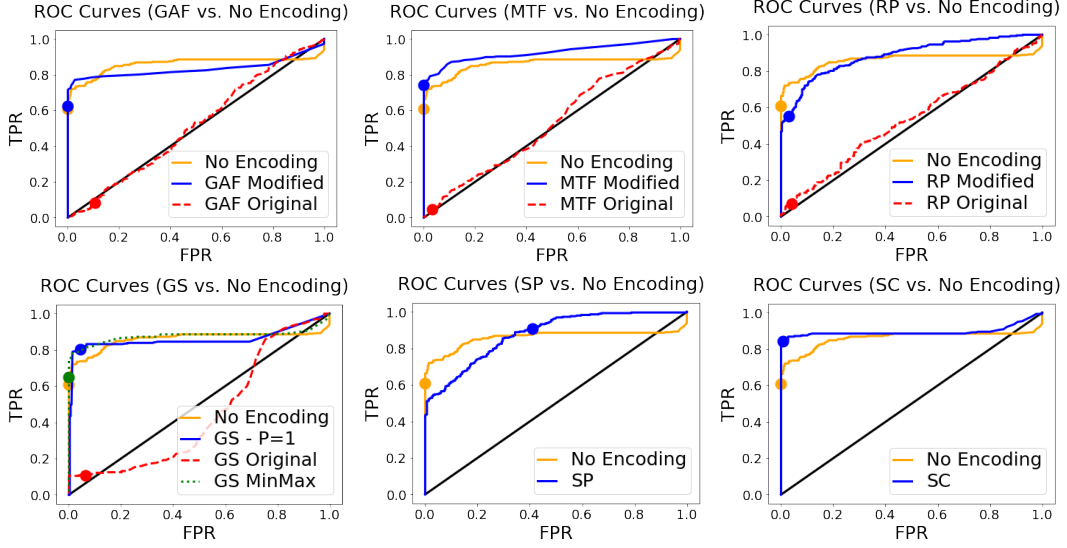 ROC Curves (GAF vs. No Encoding)
1.0
0.8
0.6
0.4
0.2
0.0
TPR
No Encoding
GAF Modified
GAF Original
0.0 0.2 0.4 0.6 0.8 1.0
FPR
ROC Curves (MTF vs. No Encoding)
1.0
0.8
0.6
0.4
0.2
0.0
TPR
No Encoding
MTF Modified
MTF Original
0.0 0.2 0.4 0.6 0.8 1.0
FPR
ROC Curves (RP vs. No Encoding)
1.0
0.8
0.6
0.4
0.2
0.0
TPR
No Encoding
RP Modified
RP Original
0.0 0.2 0.4 0.6 0.8 1.0
FPR
ROC Curves (GS vs. No Encoding)
1.0
0.8
0.6
0.4
0.2
0.0
TPR
No Encoding
GS - P=1
GS Original
GS MinMax
0.0 0.2 0.4 0.6 0.8 1.0
FPR
ROC Curves (SP vs. No Encoding)
1.0
0.8
0.6
0.4
0.2
0.0
TPR
No Encoding
SP
0.0 0.2 0.4 0.6 0.8 1.0
FPR
ROC Curves (SC vs. No Encoding)
1.0
0.8
0.6
0.4
0.2
0.0
TPR
No Encoding
SC
0.0 0.2 0.4 0.6 0.8 1.0
FPR